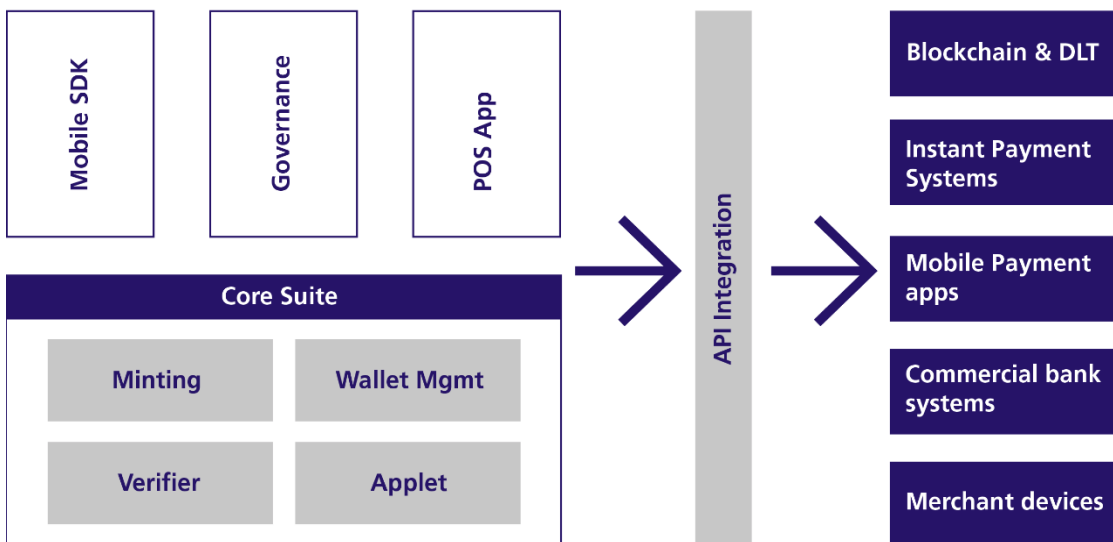 Mobile SDK
Governance
POS App
Core Suite
Minting
Wallet Mgmt
Verifier
Applet
API Integration
Blockchain & DLT
Instant Payment
Systems
Mobile Payment
apps
Commercial bank
systems
Merchant devices